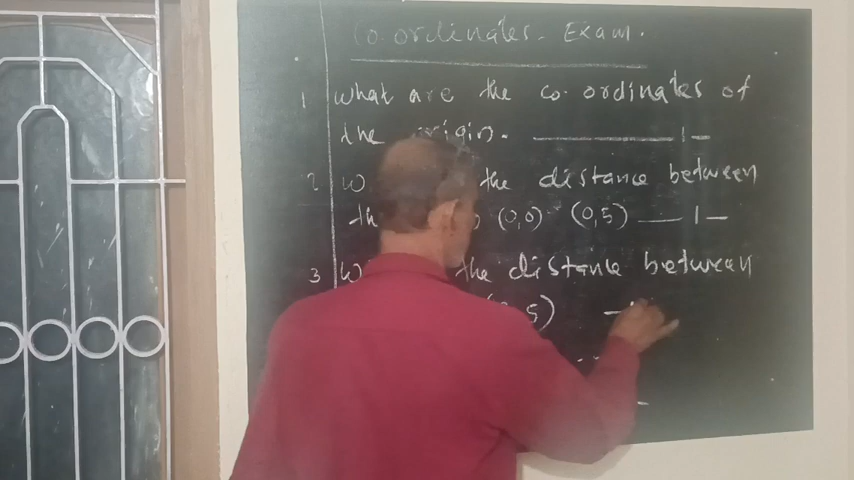 Co.ordinates. Exam.
1 What are the co.ordinates of
the origin. — 1 —
2 the distance between
(0,0) (0,5) — 1 —
3 the distance between
5) —